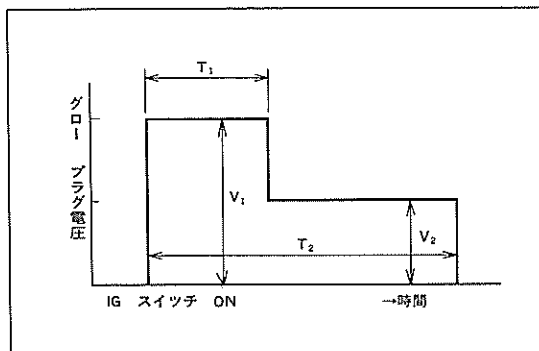 T₁
グロー プラグ電圧
V₁
V₂
T₂
IG スイッチ ON →時間